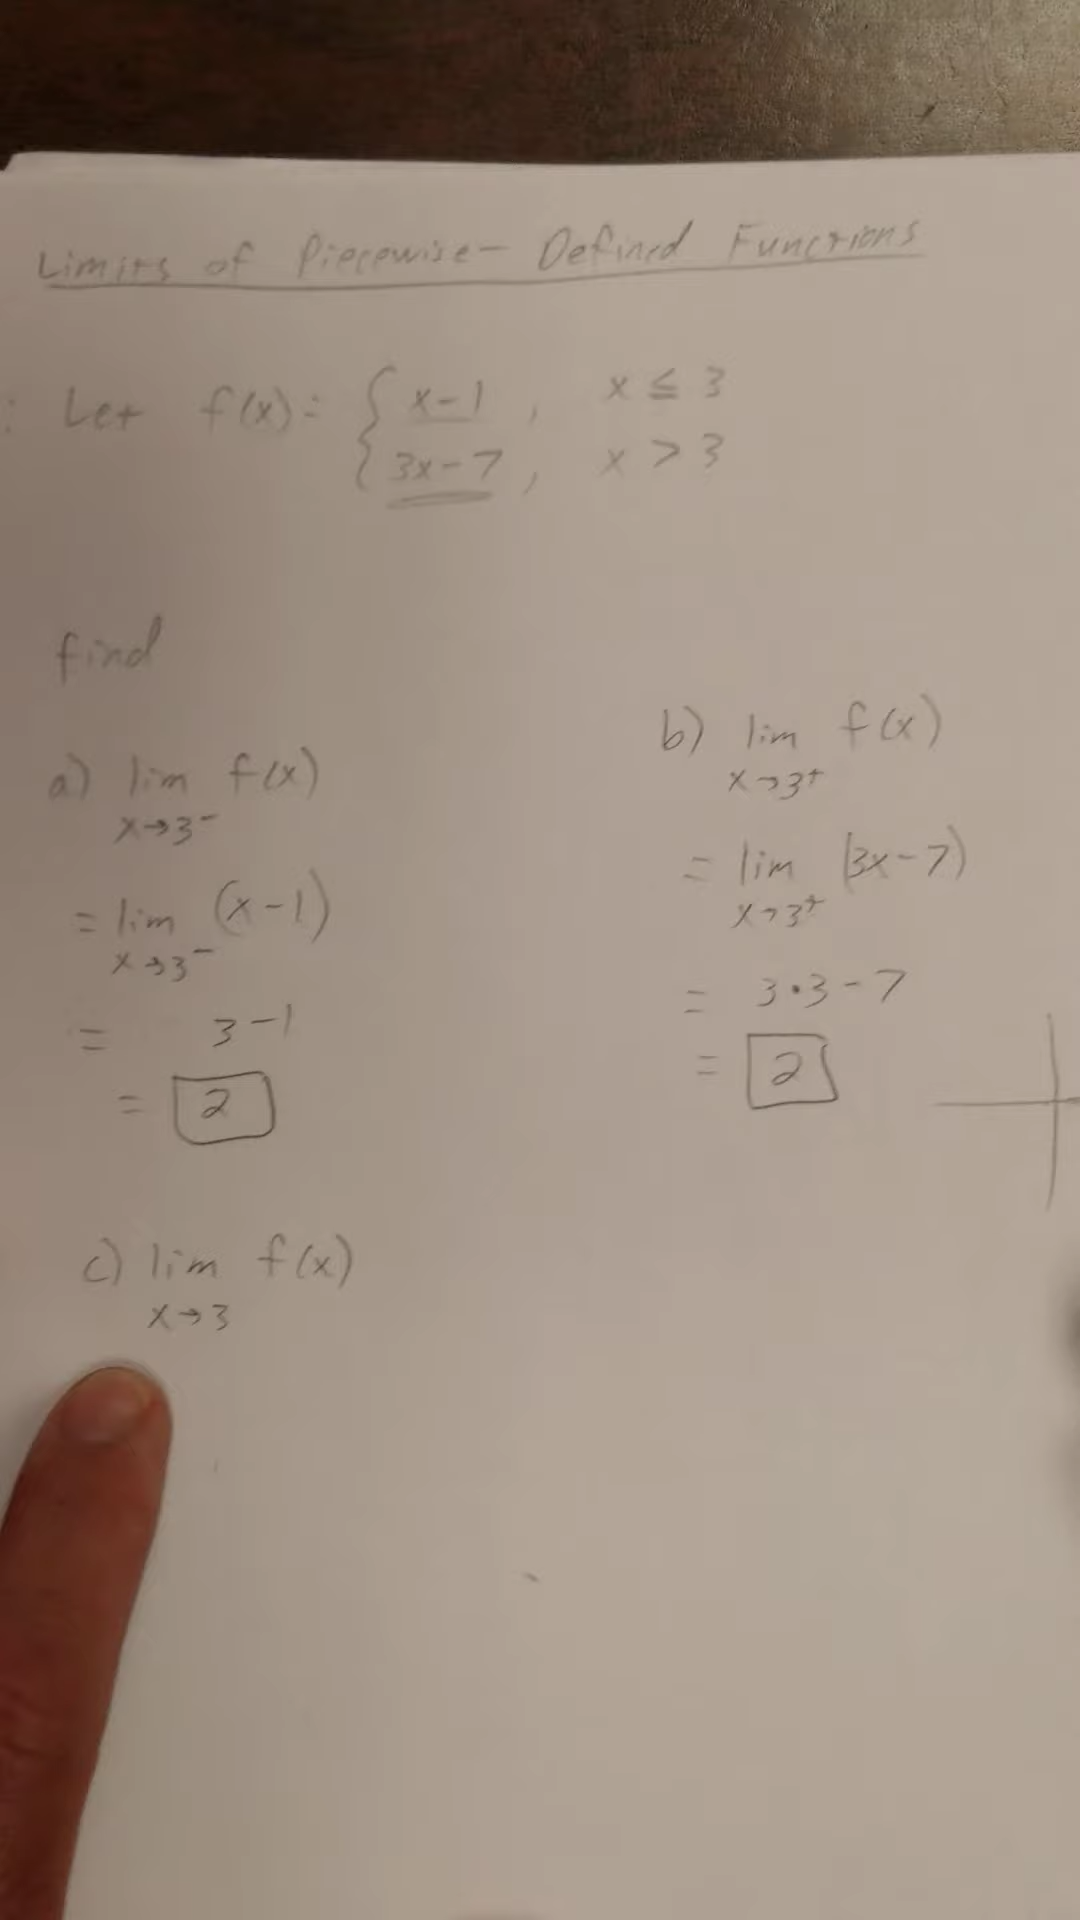 Limits of Piecewise-Defined Functions
: Let f(x)= { x-1, x ≤ 3
3x-7, x > 3
find
a) lim f(x)
x→3⁻
= lim (x-1)
x→3⁻
= 3-1
= 2
b) lim f(x)
x→3⁺
= lim (3x-7)
x→3⁺
= 3•3-7
= 2
c) lim f(x)
x→3